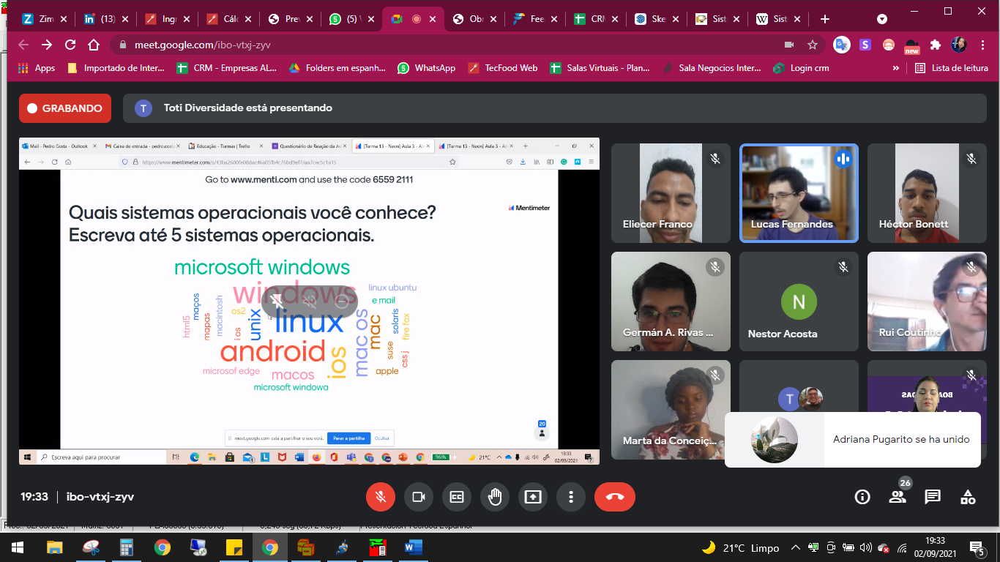 Zim
(13)
Ingr
Cálc
Prev
(5) V
Obr
Fee
CRM
Ske
Sist
Sist
meet.google.com/ibo-vtxj-zyv
new
Apps
Importado de Inter...
CRM - Empresas AL...
Folders em espanh...
WhatsApp
TecFood Web
Salas Virtuais - Plan...
Sala Negocios Inter...
Login crm
»
Lista de leitura
GRABANDO
T
Toti Diversidade está presentando
Mail - Pedro Costa - Outlook
Caixa de entrada - pedro.costa
Educação - Turmas | Trello
Questionário de Reação da Au
[Turma 13 - Neon] Aula 3 - At
[Turma 13 - Neon] Aula 3 - At
https://www.mentimeter.com/s/43ba2600fe08dac46a05fb4c76bd9ef7/aa7cec5c1a15
Go to www.menti.com and use the code 6559 2111
Quais sistemas operacionais você conhece?
Escreva até 5 sistemas operacionais.
Mentimeter
microsoft windows
windows
linux ubuntu
e mail
html5
maços
mapas
macintosh
os2
ios
unix
linux
mac os
mac
solaris
fire fox
android
ios
suse
css j
microsof edge
macos
apple
microsoft windowa
20
meet.google.com está a partilhar o seu ecrã.
Parar a partilha
Ocultar
Escreva aqui para procurar
96%
21°C
19:33
02/09/2021
Eliecer Franco
Lucas Fernandes
Héctor Bonett
Germán A. Rivas ...
N
Nestor Acosta
Rui Coutinho
Marta da Conceiç...
T
Adriana Pugarito se ha unido
19:33
ibo-vtxj-zyv
26
21°C Limpo
19:33
02/09/2021
5